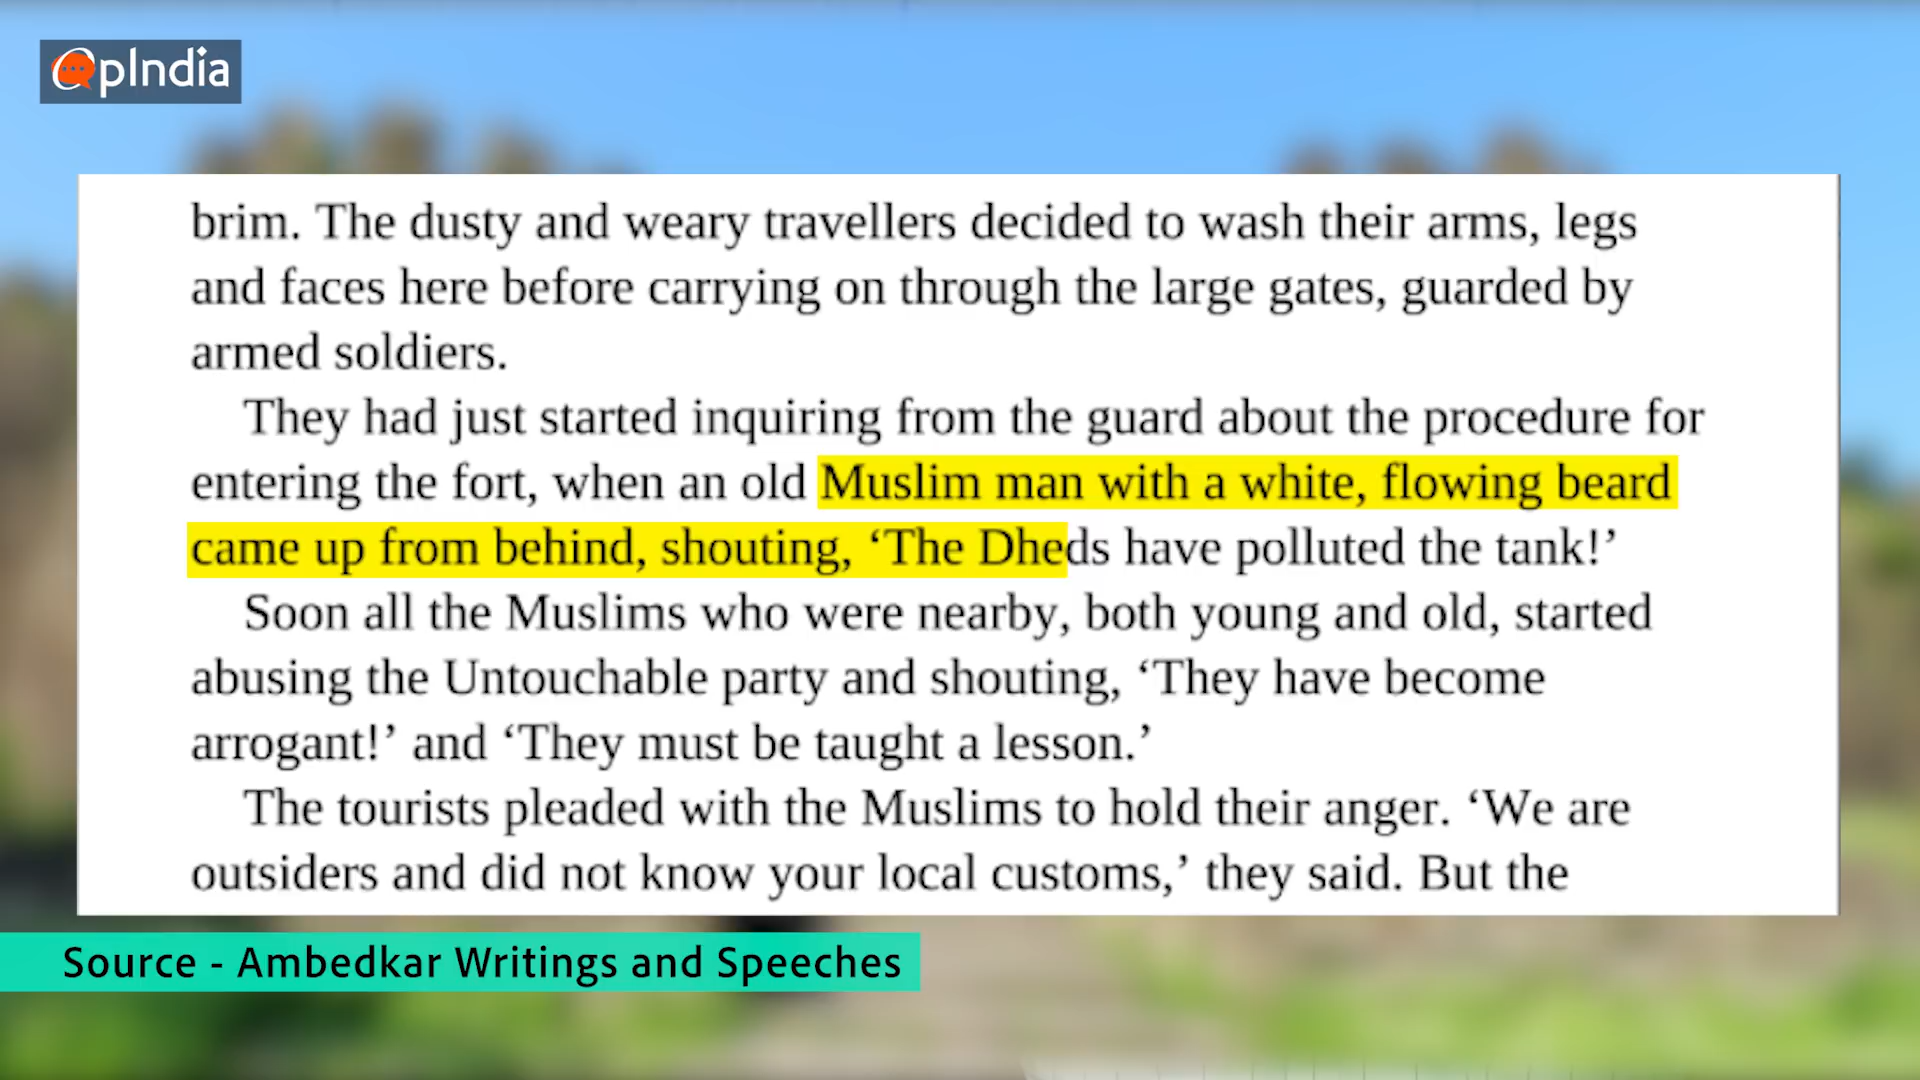 OpIndia
brim. The dusty and weary travellers decided to wash their arms, legs
and faces here before carrying on through the large gates, guarded by
armed soldiers.
They had just started inquiring from the guard about the procedure for
entering the fort, when an old Muslim man with a white, flowing beard
came up from behind, shouting, ‘The Dheds have polluted the tank!’
Soon all the Muslims who were nearby, both young and old, started
abusing the Untouchable party and shouting, ‘They have become
arrogant!’ and ‘They must be taught a lesson.’
The tourists pleaded with the Muslims to hold their anger. ‘We are
outsiders and did not know your local customs,’ they said. But the
Source - Ambedkar Writings and Speeches